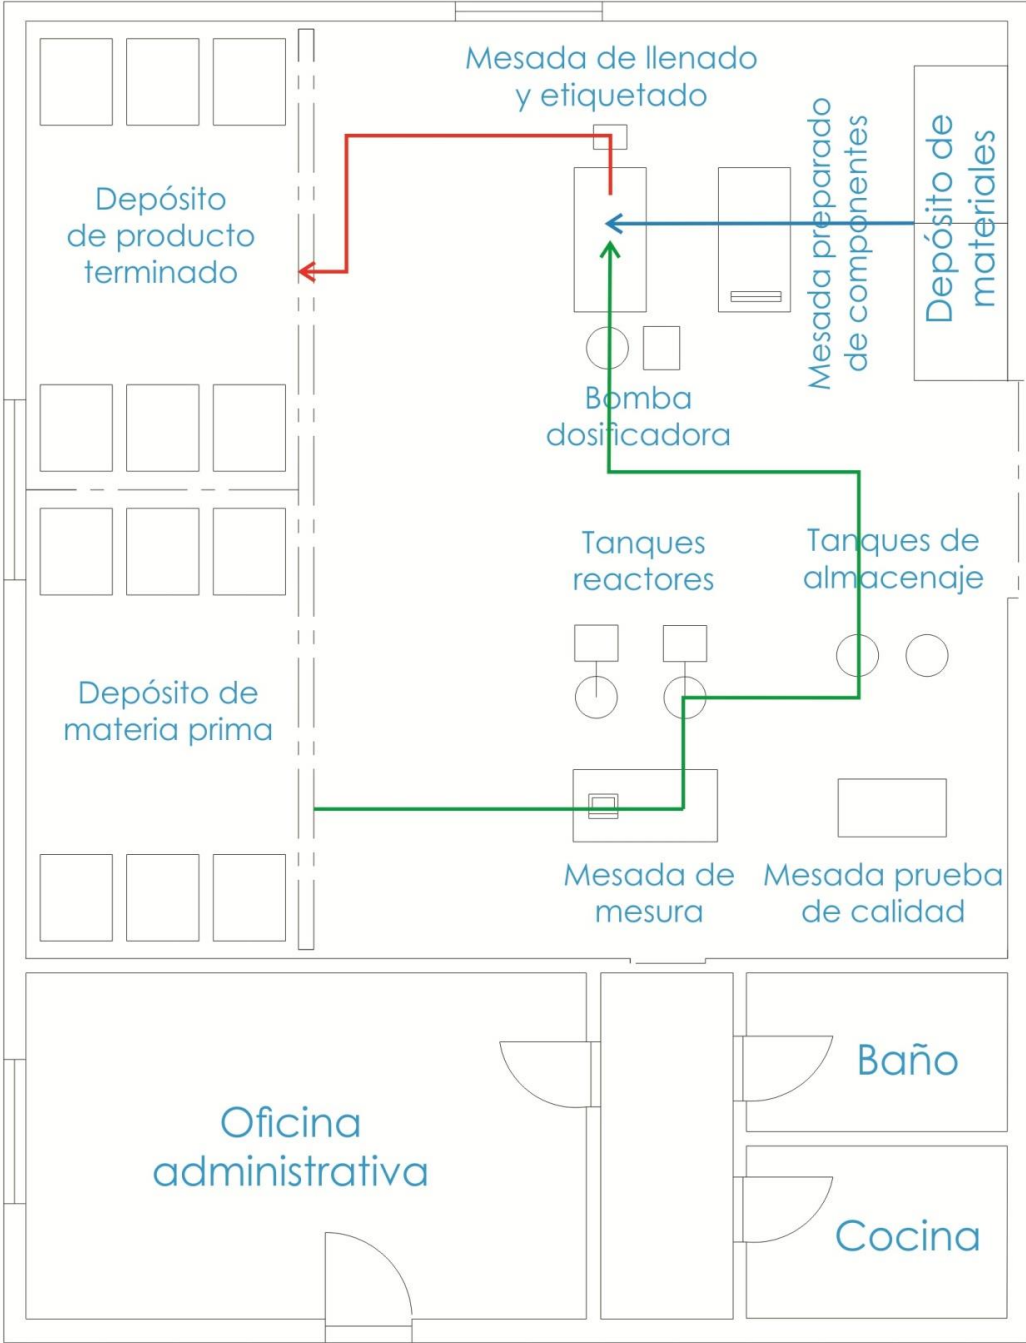 Mesada de llenado
y etiquetado
Mesada preparado
de componentes
Depósito de
materiales
Depósito
de producto
terminado
Bomba
dosificadora
Tanques
reactores
Tanques de
almacenaje
Depósito de
materia prima
Mesada de
mesura
Mesada prueba
de calidad
Oficina
administrativa
Baño
Cocina